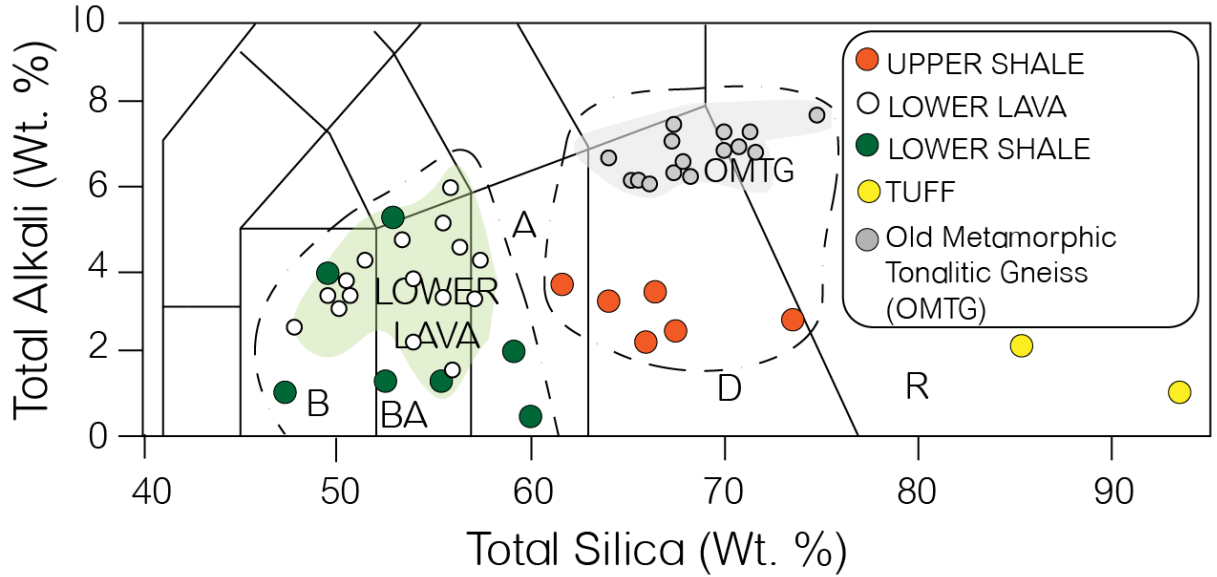 Total Alkali (Wt. %)
10
8
6
4
2
0
UPPER SHALE
LOWER LAVA
LOWER SHALE
TUFF
Old Metamorphic
Tonalitic Gneiss
(OMTG)
OMTG
A
LOWER
LAVA
B
BA
D
R
40
50
60
70
80
90
Total Silica (Wt. %)